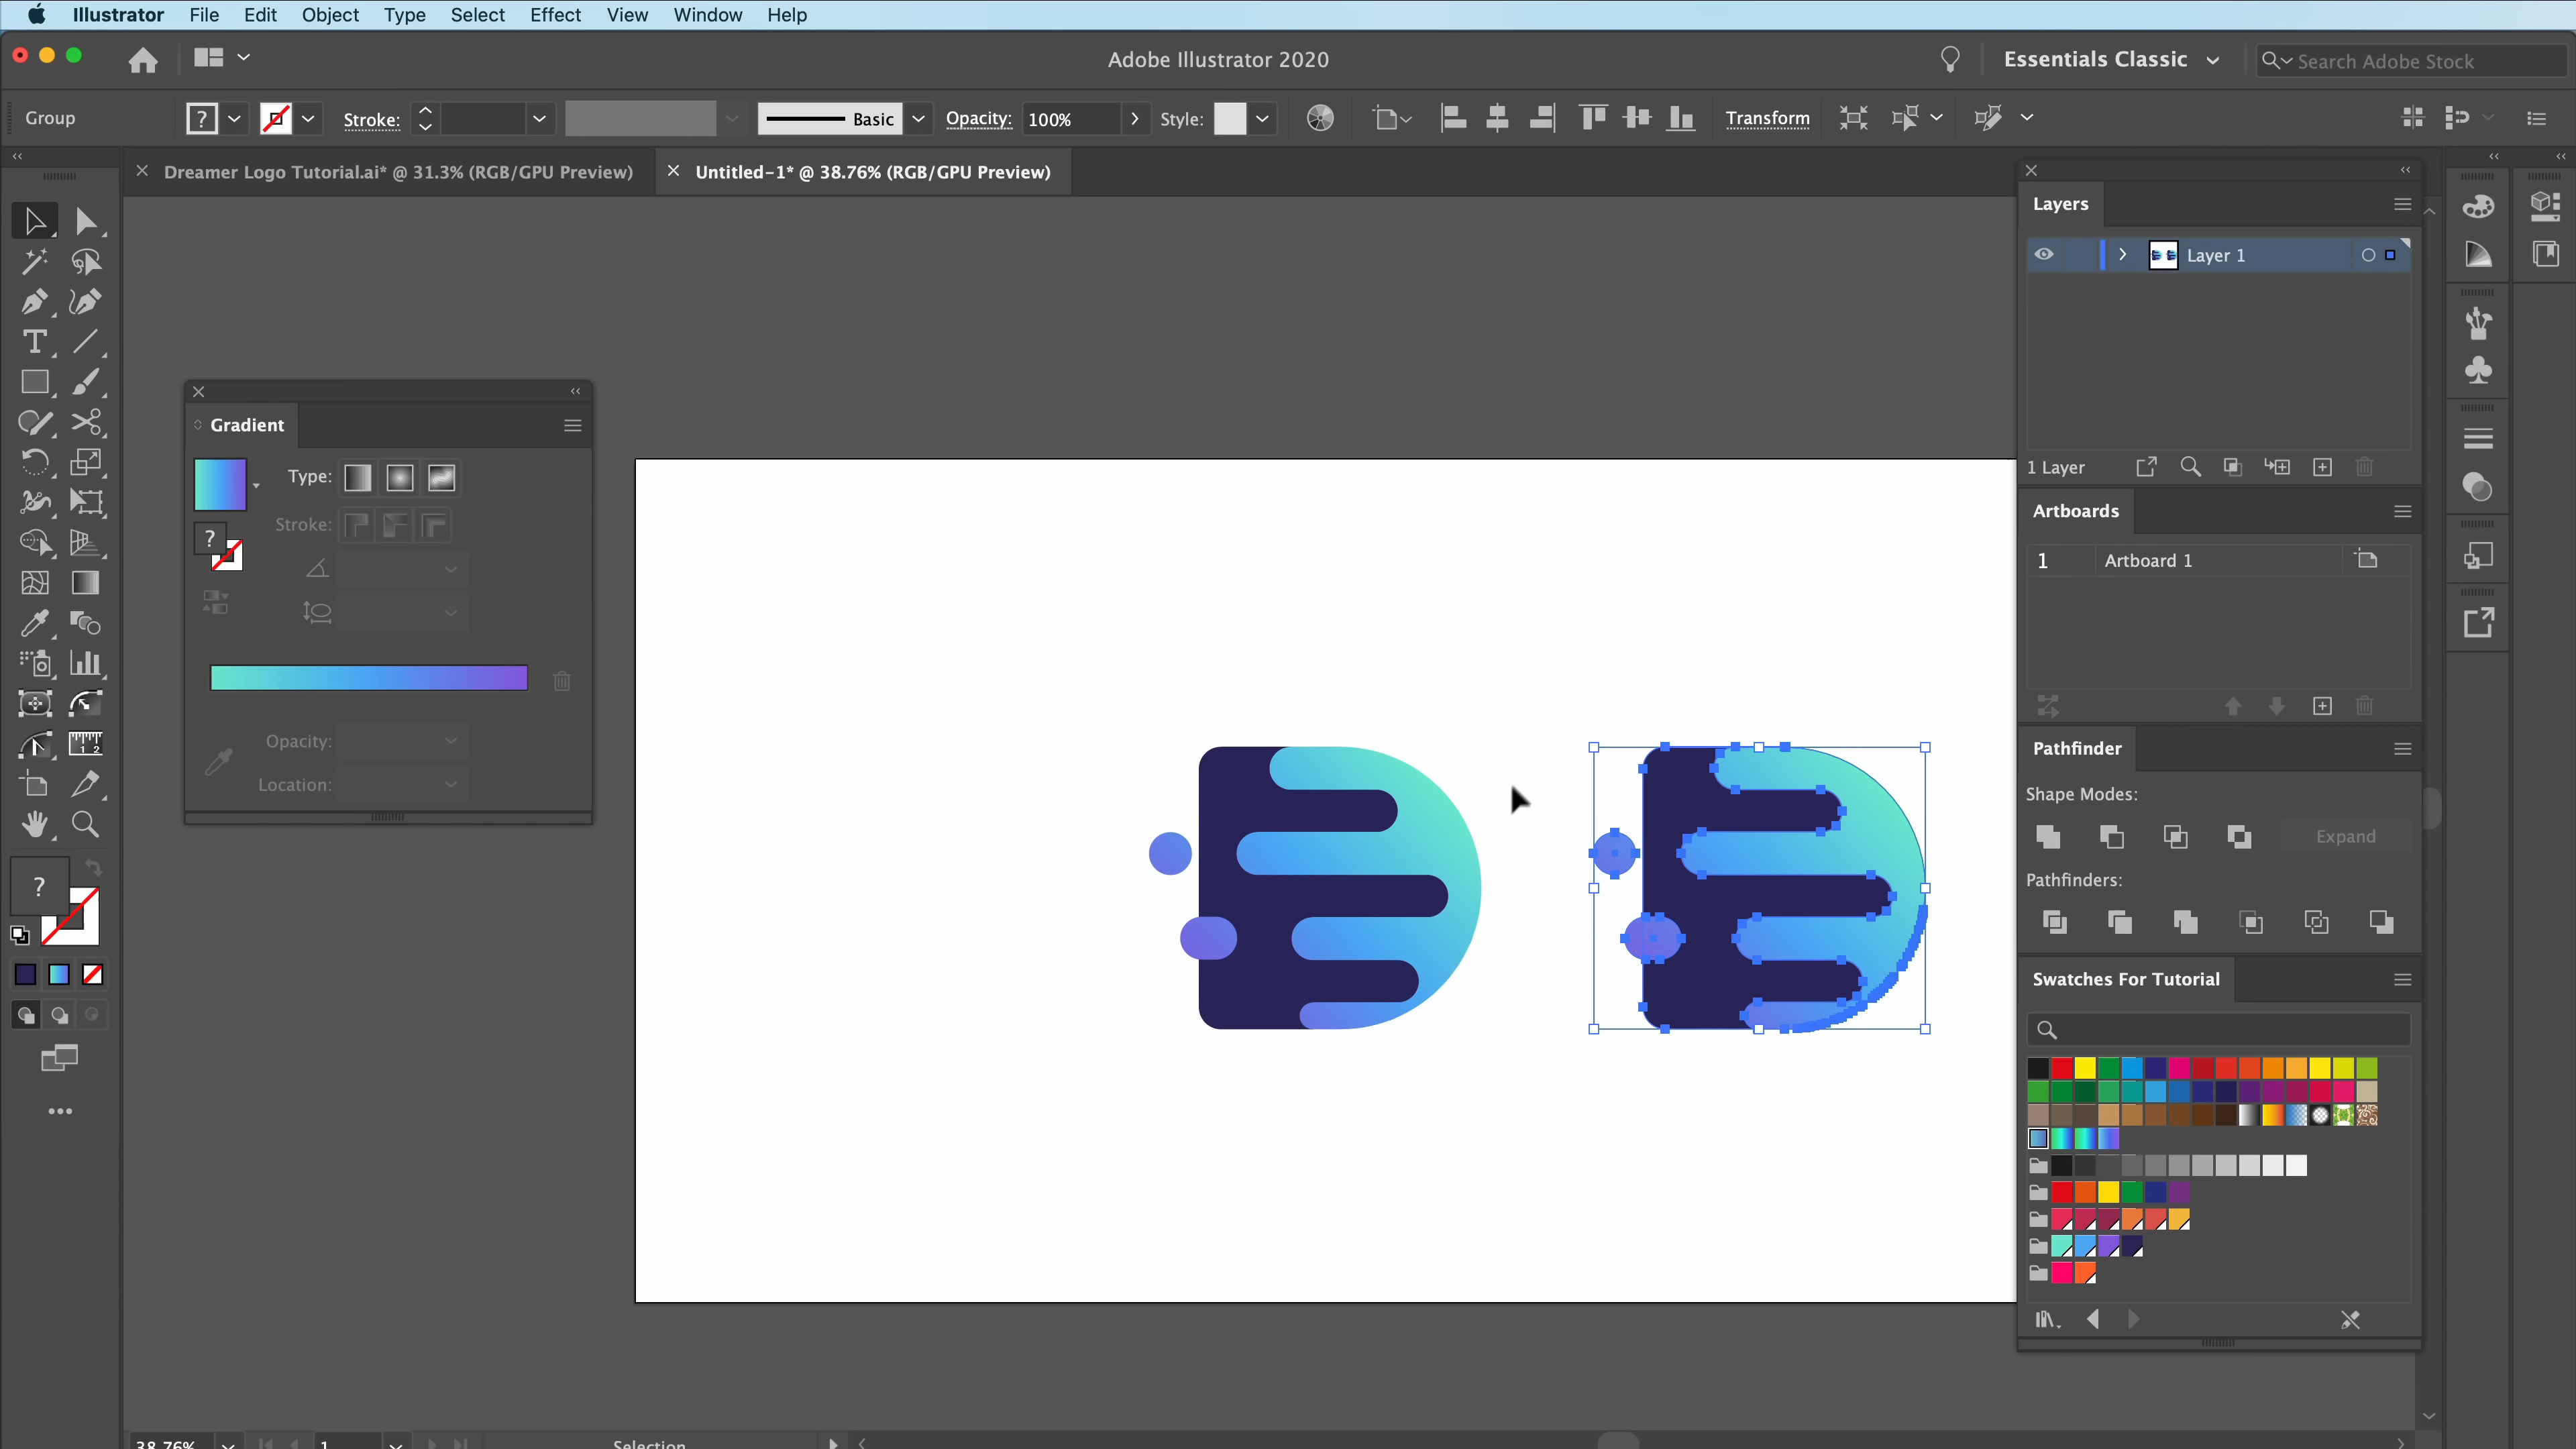 Illustrator File Edit Object Type Select Effect View Window Help
Adobe Illustrator 2020
Essentials Classic
Search Adobe Stock
Group
?
Stroke:
Basic
Opacity: 100%
Style:
Transform
Dreamer Logo Tutorial.ai* @ 31.3% (RGB/GPU Preview)
Untitled-1* @ 38.76% (RGB/GPU Preview)
Gradient
Type:
Stroke:
?
Opacity:
Location:
?
Layers
Layer 1
1 Layer
Artboards
1 Artboard 1
Pathfinder
Shape Modes:
Expand
Pathfinders:
Swatches For Tutorial
38.76%
1
Selection